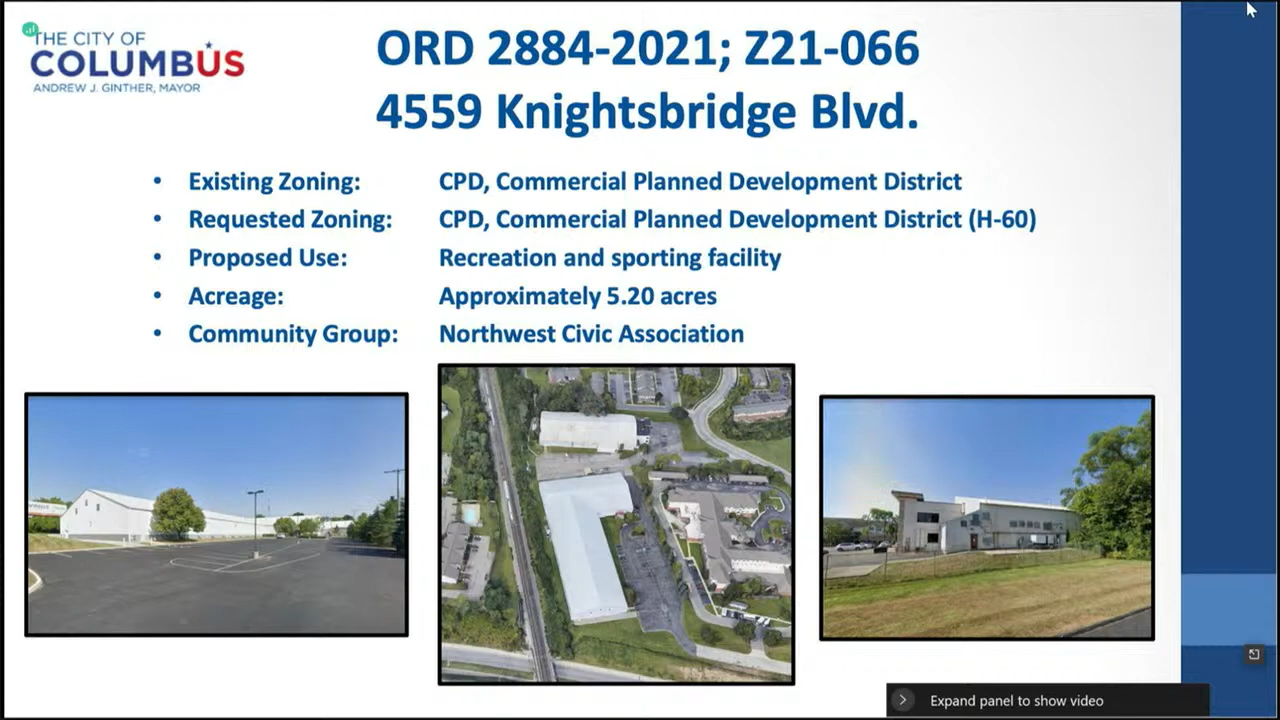 THE CITY OF
COLUMBUS
ANDREW J. GINTHER, MAYOR
ORD 2884-2021; Z21-066
4559 Knightsbridge Blvd.
• Existing Zoning: CPD, Commercial Planned Development District
• Requested Zoning: CPD, Commercial Planned Development District (H-60)
• Proposed Use: Recreation and sporting facility
• Acreage: Approximately 5.20 acres
• Community Group: Northwest Civic Association
Expand panel to show video